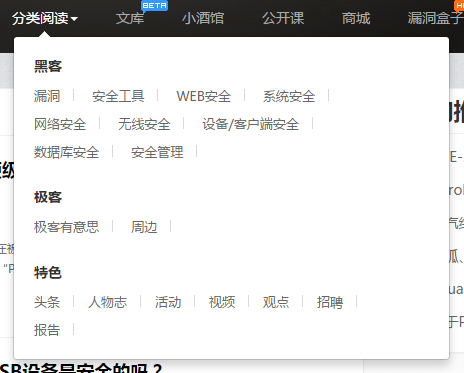 分类阅读 文库 BETA 小酒馆 公开课 商城 漏洞盒子
黑客
漏洞 安全工具 WEB安全 系统安全
网络安全 无线安全 设备/客户端安全
数据库安全 安全管理
极客
极客有意思 周边
特色
头条 人物志 活动 视频 观点 招聘
报告
SB设备是安全的吗？